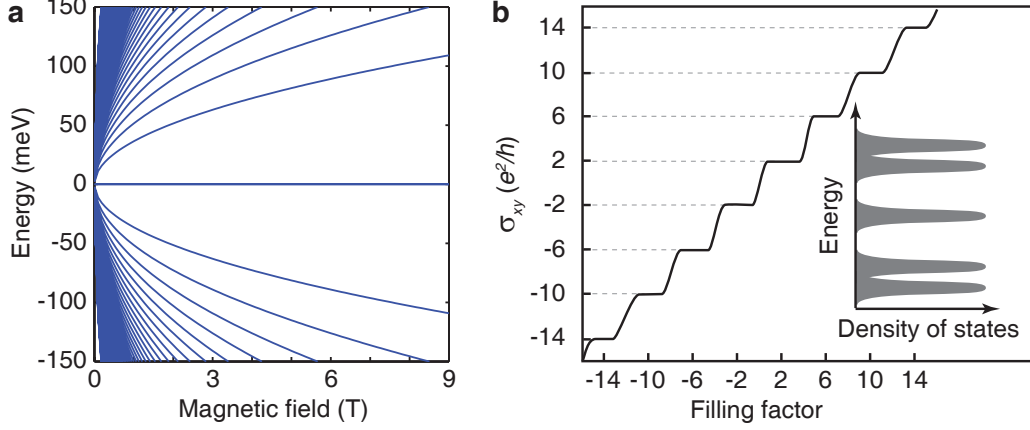 a
150
100
50
0
-50
-100
-150
Energy (meV)
0 3 6 9
Magnetic field (T)
b
14
10
6
2
-2
-6
-10
-14
σxy (e²/h)
-14 -10 -6 -2 2 6 10 14
Filling factor
Energy
Density of states